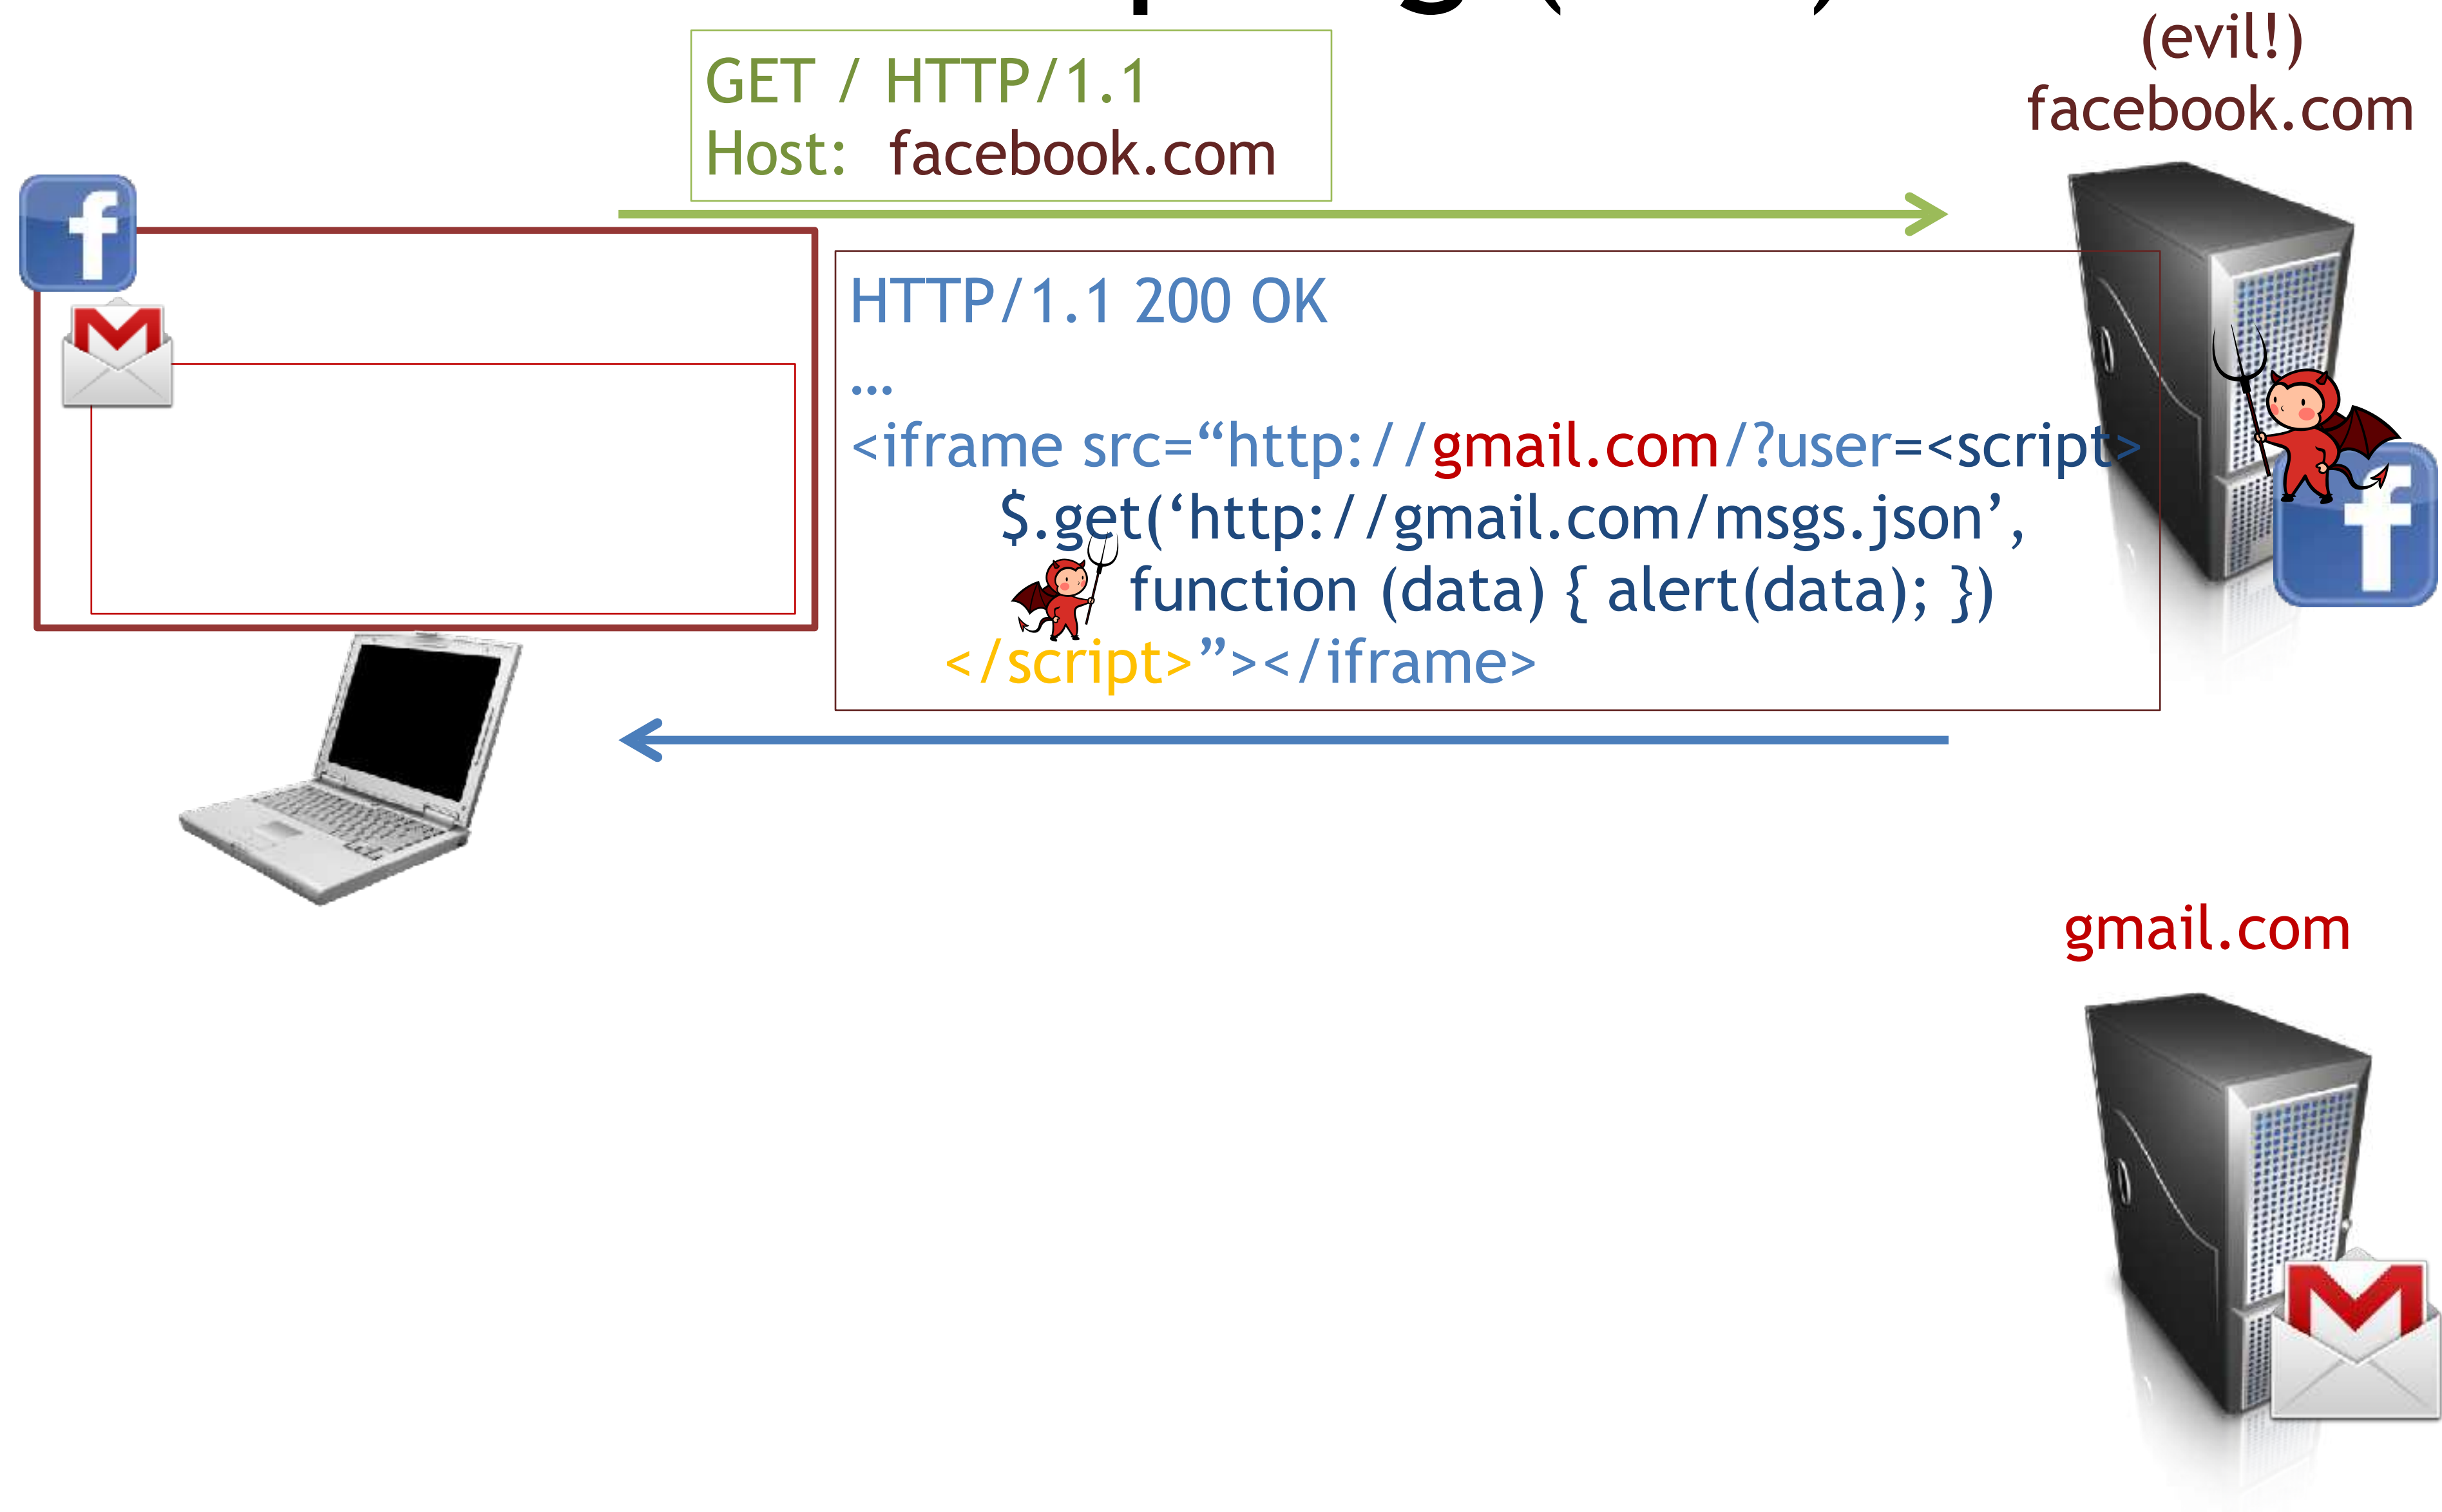 GET / HTTP/1.1
Host: facebook.com
(evil!)
facebook.com
HTTP/1.1 200 OK
…
<iframe src=“http://gmail.com/?user=<script>
$.get(‘http://gmail.com/msgs.json’,
function (data) { alert(data); })
</script>”></iframe>
gmail.com